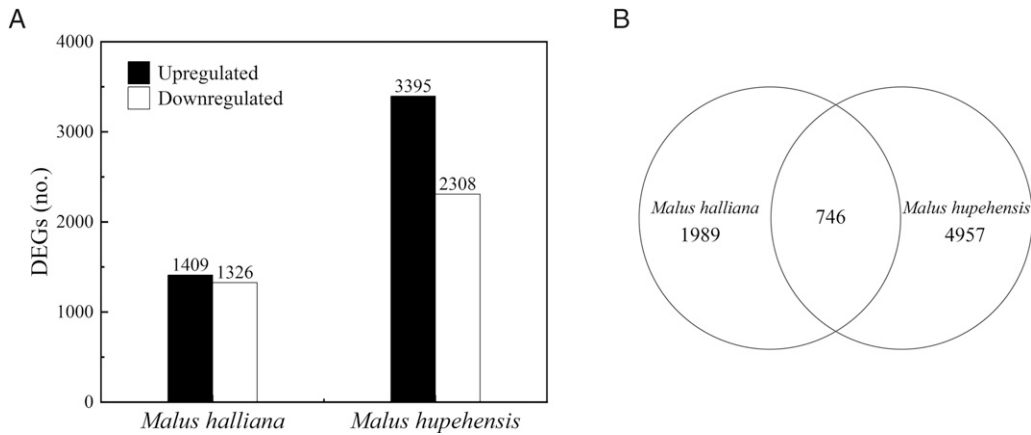 A
4000
3000
2000
1000
0
DEGs (no.)
Upregulated
Downregulated
1409
1326
3395
2308
Malus halliana
Malus hupehensis
B
Malus halliana
1989
746
Malus hupehensis
4957